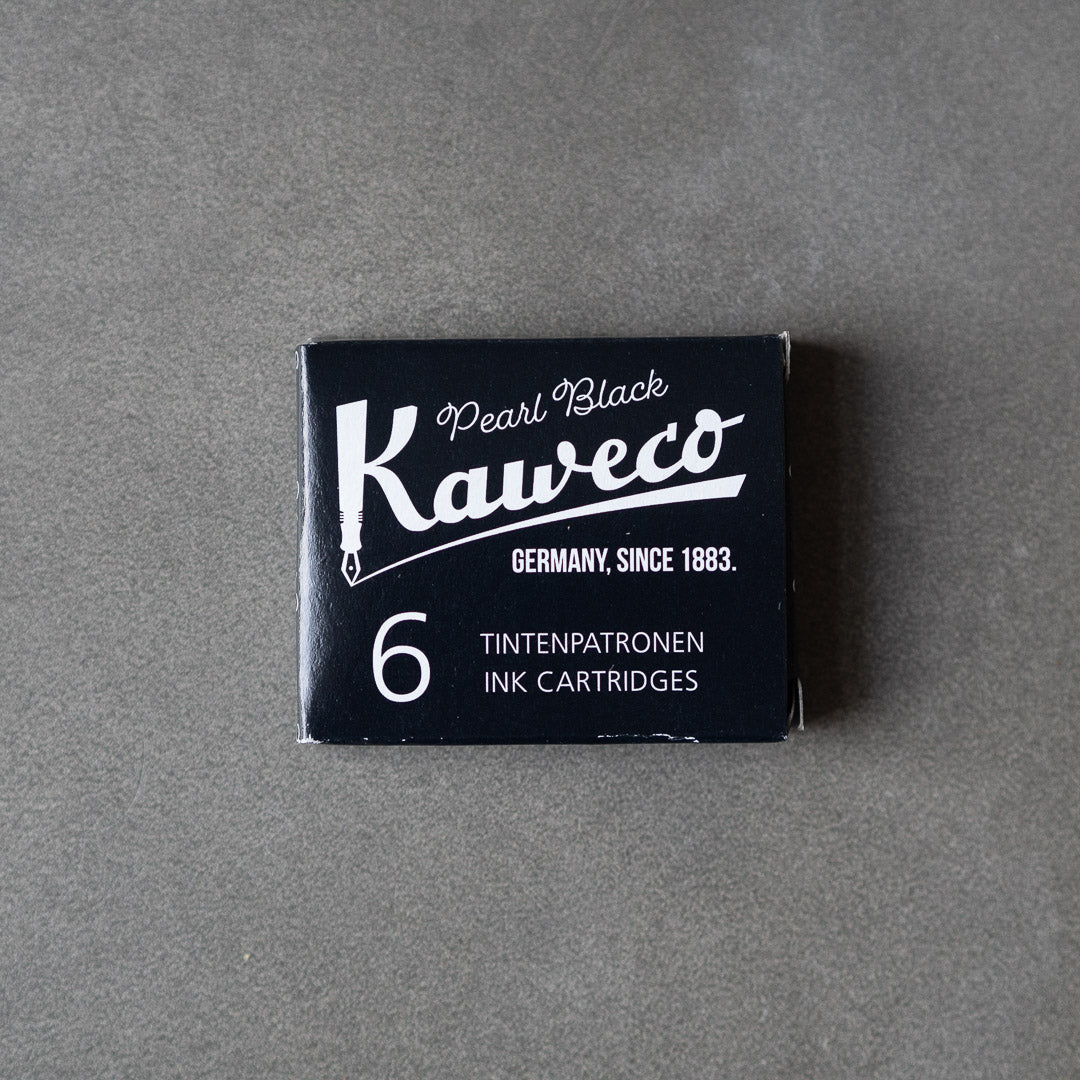 Pearl Black
Kaweco
GERMANY, SINCE 1883.
6
TINTENPATRONEN
INK CARTRIDGES